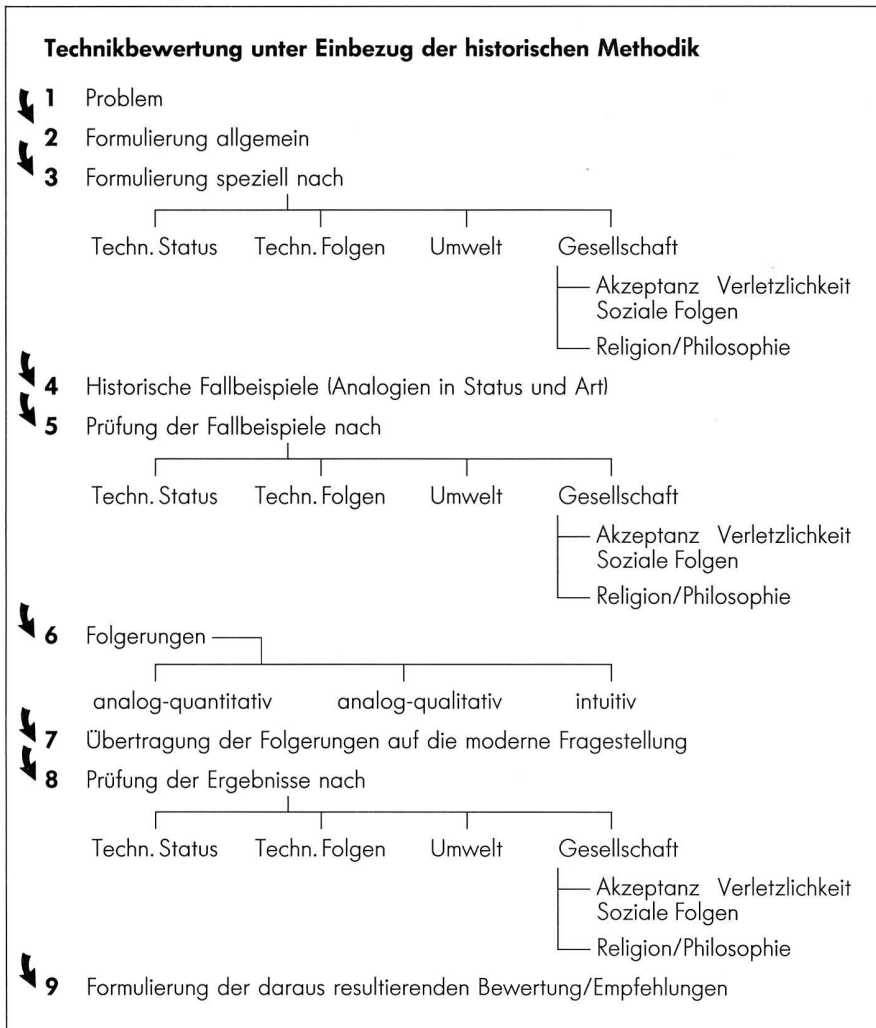 Technikbewertung unter Einbezug der historischen Methodik
1 Problem
2 Formulierung allgemein
3 Formulierung speziell nach
Techn. Status Techn. Folgen Umwelt Gesellschaft
Akzeptanz Verletzlichkeit
Soziale Folgen
Religion/Philosophie
4 Historische Fallbeispiele (Analogien in Status und Art)
5 Prüfung der Fallbeispiele nach
Techn. Status Techn. Folgen Umwelt Gesellschaft
Akzeptanz Verletzlichkeit
Soziale Folgen
Religion/Philosophie
6 Folgerungen
analog-quantitativ analog-qualitativ intuitiv
7 Übertragung der Folgerungen auf die moderne Fragestellung
8 Prüfung der Ergebnisse nach
Techn. Status Techn. Folgen Umwelt Gesellschaft
Akzeptanz Verletzlichkeit
Soziale Folgen
Religion/Philosophie
9 Formulierung der daraus resultierenden Bewertung/Empfehlungen